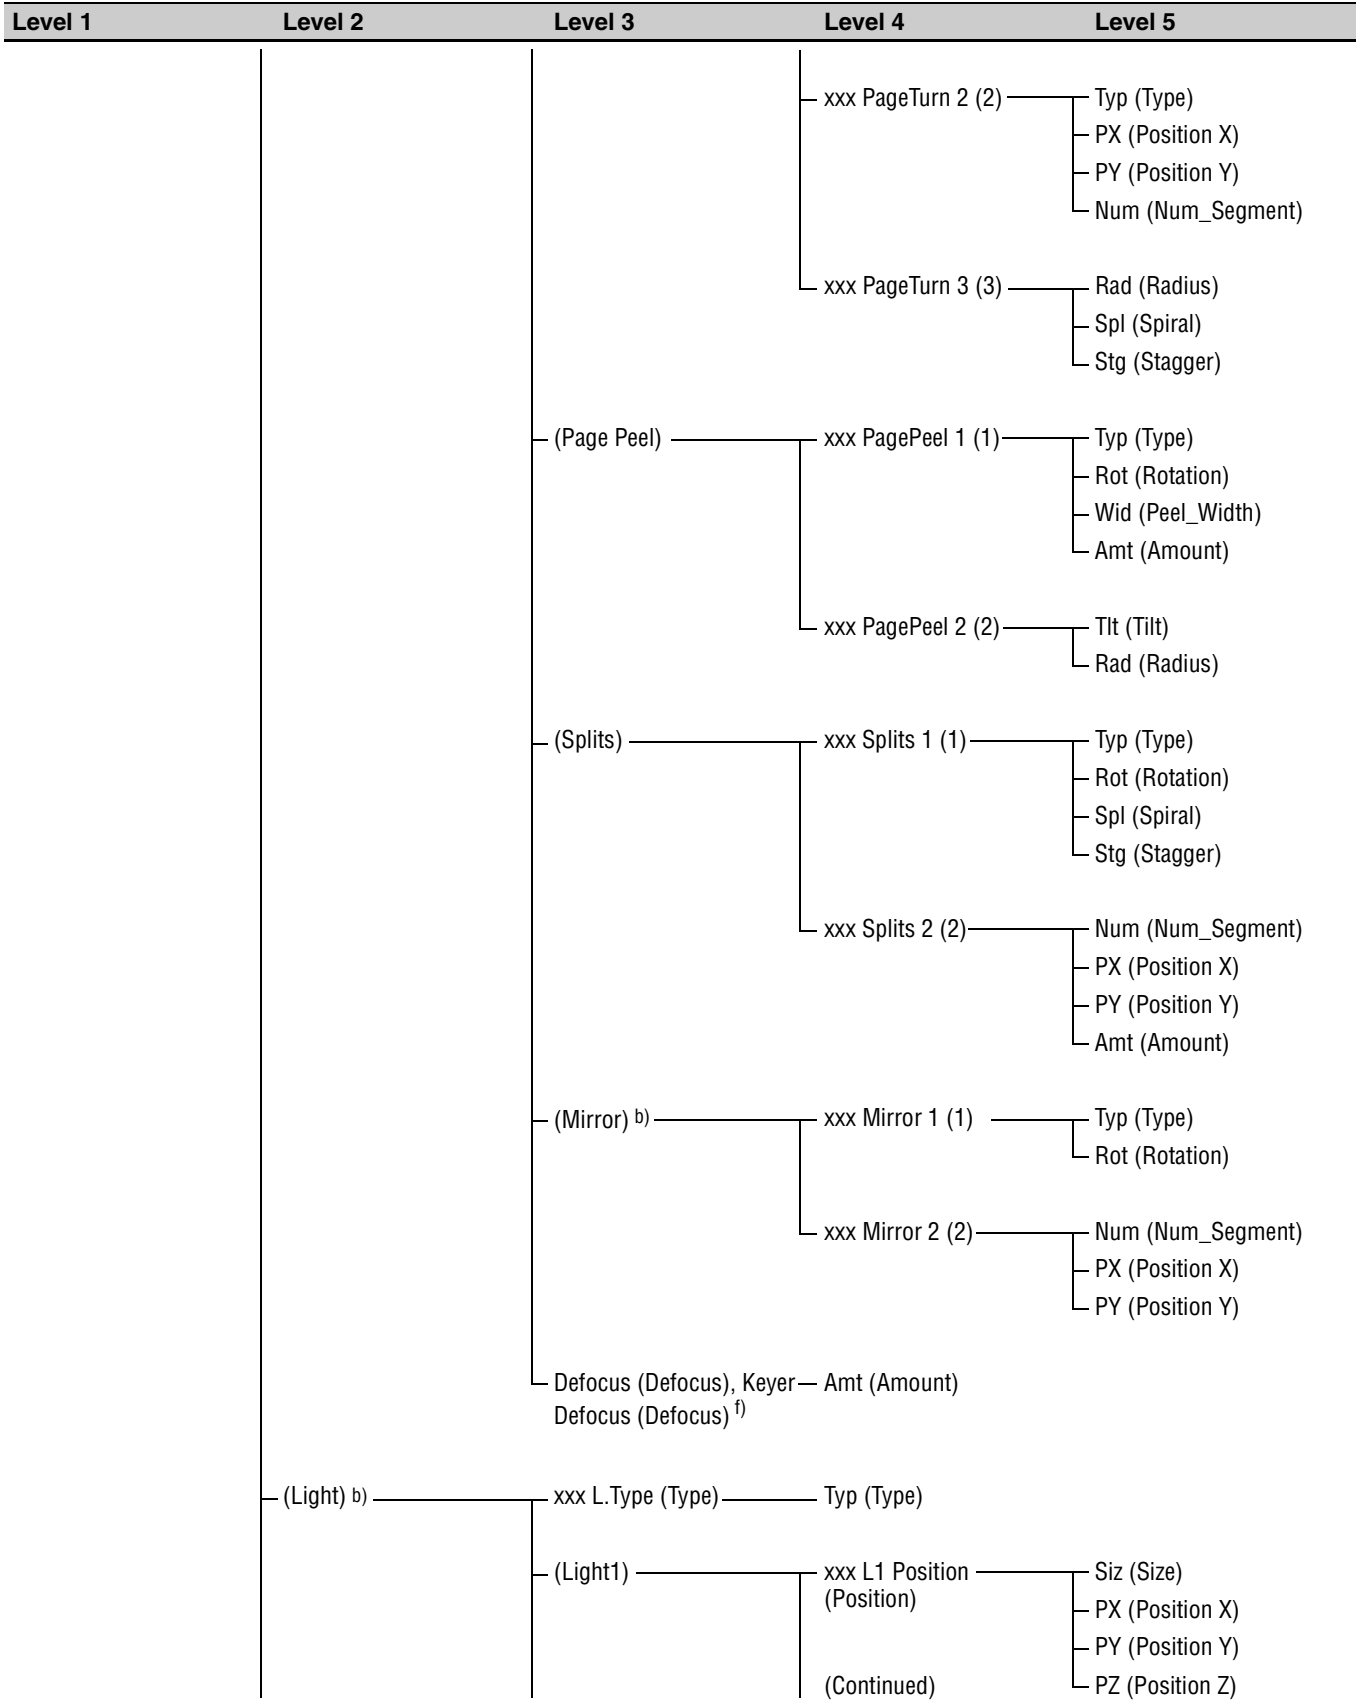 Level 1 Level 2 Level 3 Level 4 Level 5
xxx PageTurn 2 (2) Typ (Type)
PX (Position X)
PY (Position Y)
Num (Num_Segment)
xxx PageTurn 3 (3) Rad (Radius)
Spl (Spiral)
Stg (Stagger)
(Page Peel) xxx PagePeel 1 (1) Typ (Type)
Rot (Rotation)
Wid (Peel_Width)
Amt (Amount)
xxx PagePeel 2 (2) Tlt (Tilt)
Rad (Radius)
(Splits) xxx Splits 1 (1) Typ (Type)
Rot (Rotation)
Spl (Spiral)
Stg (Stagger)
xxx Splits 2 (2) Num (Num_Segment)
PX (Position X)
PY (Position Y)
Amt (Amount)
(Mirror) b) xxx Mirror 1 (1) Typ (Type)
Rot (Rotation)
xxx Mirror 2 (2) Num (Num_Segment)
PX (Position X)
PY (Position Y)
Defocus (Defocus), Keyer Amt (Amount)
Defocus (Defocus) f)
(Light) b) xxx L.Type (Type) Typ (Type)
(Light1) xxx L1 Position Siz (Size)
(Position)
PX (Position X)
PY (Position Y)
(Continued) PZ (Position Z)